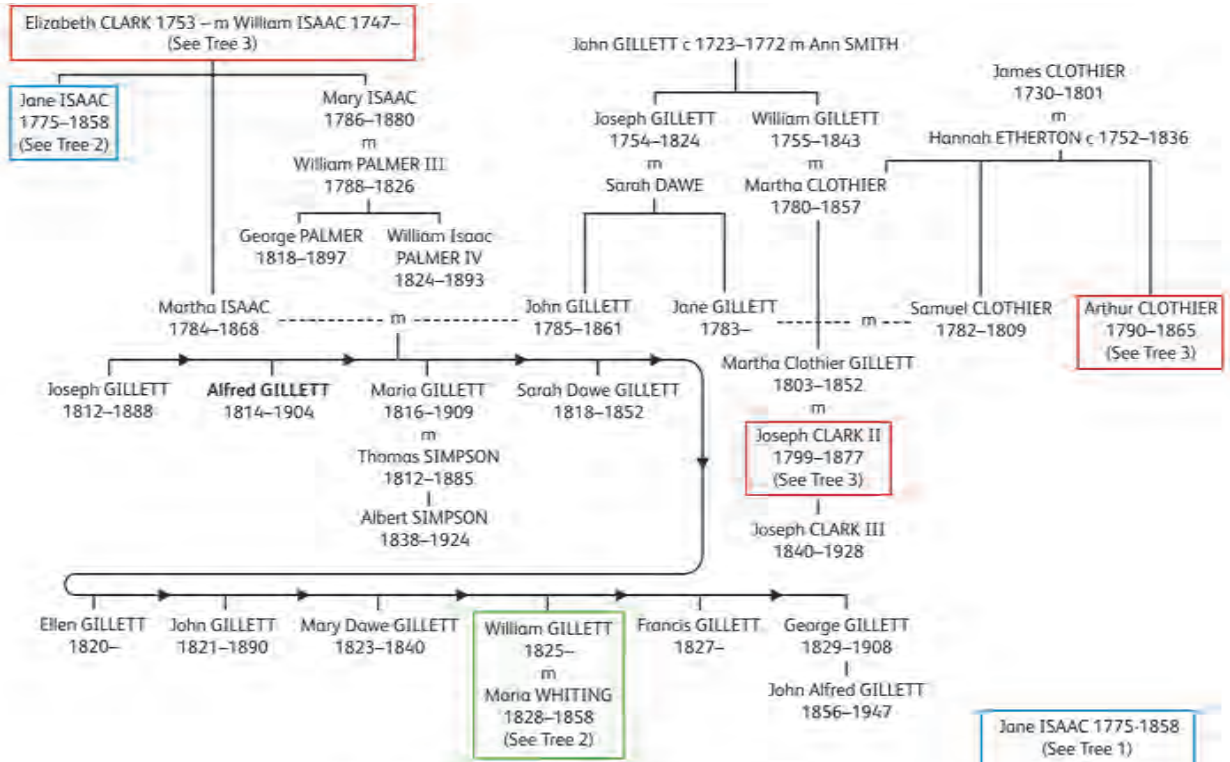 Elizabeth CLARK 1753 – m William ISAAC 1747–
(See Tree 3)
John GILLETT c 1723–1772 m Ann SMITH
James CLOTHIER
1730–1801
m
Hannah ETHERTON c 1752–1836
Jane ISAAC
1775–1858
(See Tree 2)
Mary ISAAC
1786–1880
m
William PALMER III
1788–1826
Joseph GILLETT
1754–1824
m
Sarah DAWE
William GILLETT
1755–1843
m
Martha CLOTHIER
1780–1857
George PALMER
1818–1897
William Isaac
PALMER IV
1824–1893
Martha ISAAC
1784–1868
m
John GILLETT
1785–1861
Jane GILLETT
1783–
m
Samuel CLOTHIER
1782–1809
Arthur CLOTHIER
1790–1865
(See Tree 3)
Joseph GILLETT
1812–1888
Alfred GILLETT
1814–1904
Maria GILLETT
1816–1909
m
Thomas SIMPSON
1812–1885
Albert SIMPSON
1838–1924
Sarah Dawe GILLETT
1818–1852
Martha Clothier GILLETT
1803–1852
m
Joseph CLARK II
1799–1877
(See Tree 3)
Joseph CLARK III
1840–1928
Ellen GILLETT
1820–
John GILLETT
1821–1890
Mary Dawe GILLETT
1823–1840
William GILLETT
1825–
m
Maria WHITING
1828–1858
(See Tree 2)
Francis GILLETT
1827–
George GILLETT
1829–1908
John Alfred GILLETT
1856–1947
Jane ISAAC 1775-1858
(See Tree 1)